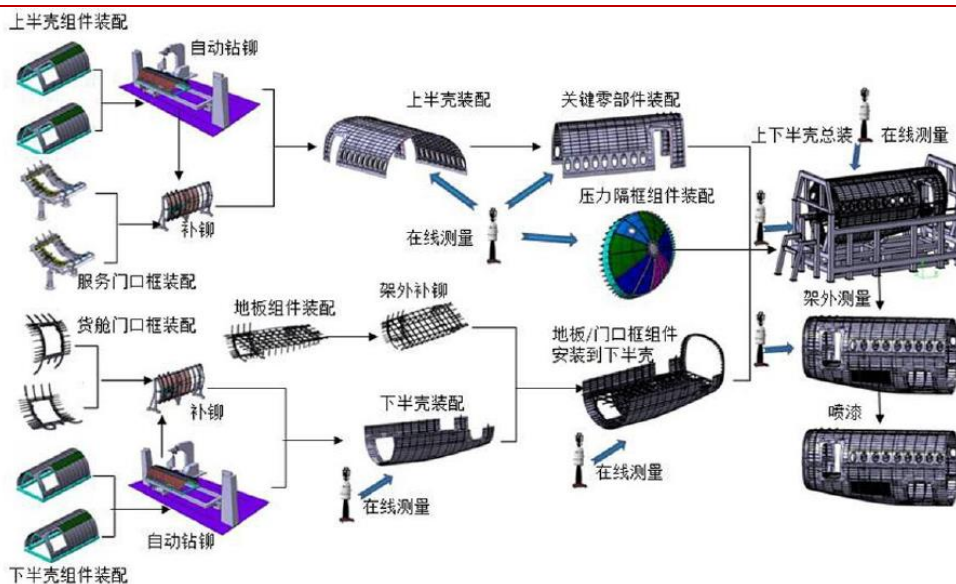 上半壳组件装配
自动钻铆
上半壳装配
关键零部件装配
上下半壳总装
在线测量
压力隔框组件装配
补铆
在线测量
服务门口框装配
架外补铆
架外测量
货舱门口框装配
地板组件装配
地板/门口框组件
安装到下半壳
下半壳装配
补铆
喷漆
在线测量
在线测量
自动钻铆
下半壳组件装配